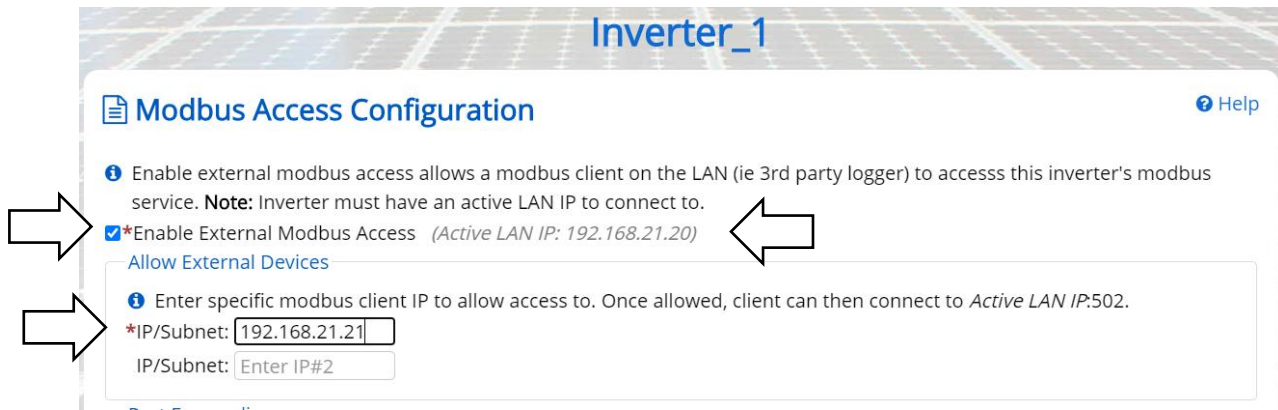 Inverter_1
Modbus Access Configuration
Help
Enable external modbus access allows a modbus client on the LAN (ie 3rd party logger) to accesss this inverter's modbus
service. Note: Inverter must have an active LAN IP to connect to.
*Enable External Modbus Access (Active LAN IP: 192.168.21.20)
Allow External Devices
Enter specific modbus client IP to allow access to. Once allowed, client can then connect to Active LAN IP:502.
*IP/Subnet: 192.168.21.21
IP/Subnet: Enter IP#2